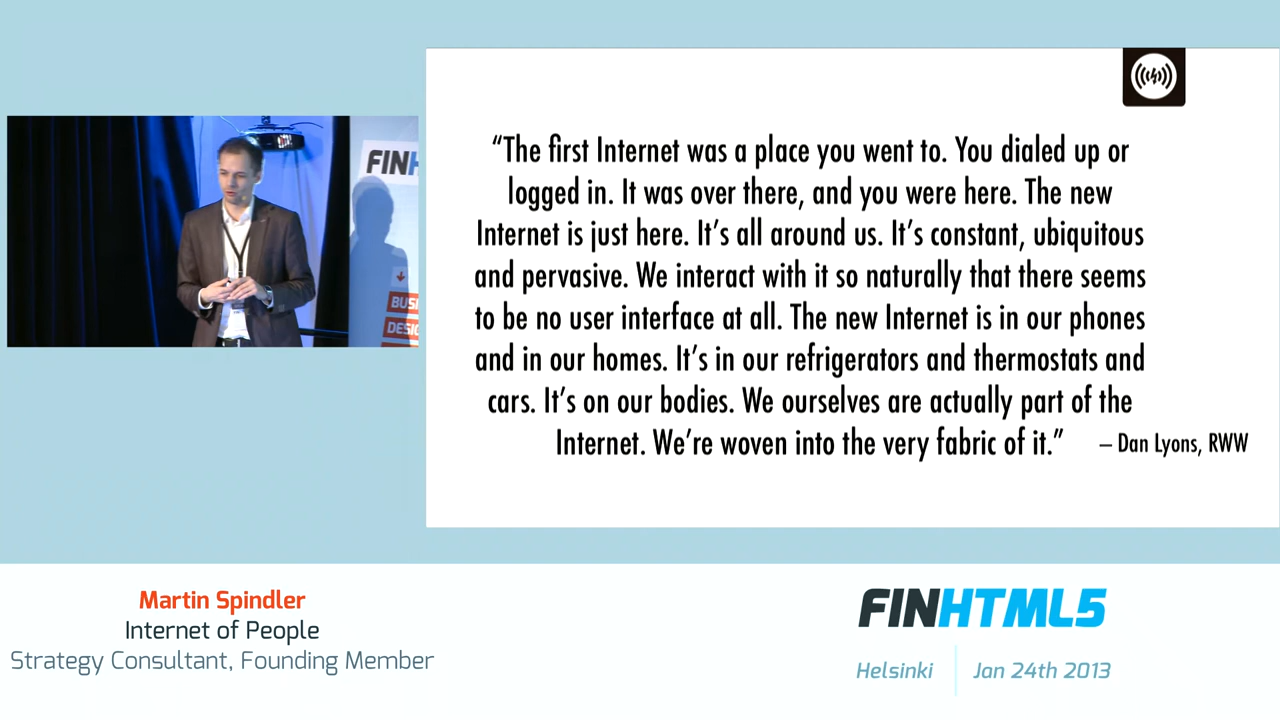 FINH
BUSI
DESIG
“The first Internet was a place you went to. You dialed up or
logged in. It was over there, and you were here. The new
Internet is just here. It’s all around us. It’s constant, ubiquitous
and pervasive. We interact with it so naturally that there seems
to be no user interface at all. The new Internet is in our phones
and in our homes. It’s in our refrigerators and thermostats and
cars. It’s on our bodies. We ourselves are actually part of the
Internet. We’re woven into the very fabric of it.” – Dan Lyons, RWW
Martin Spindler
Internet of People
Strategy Consultant, Founding Member
FINHTML5
Helsinki Jan 24th 2013